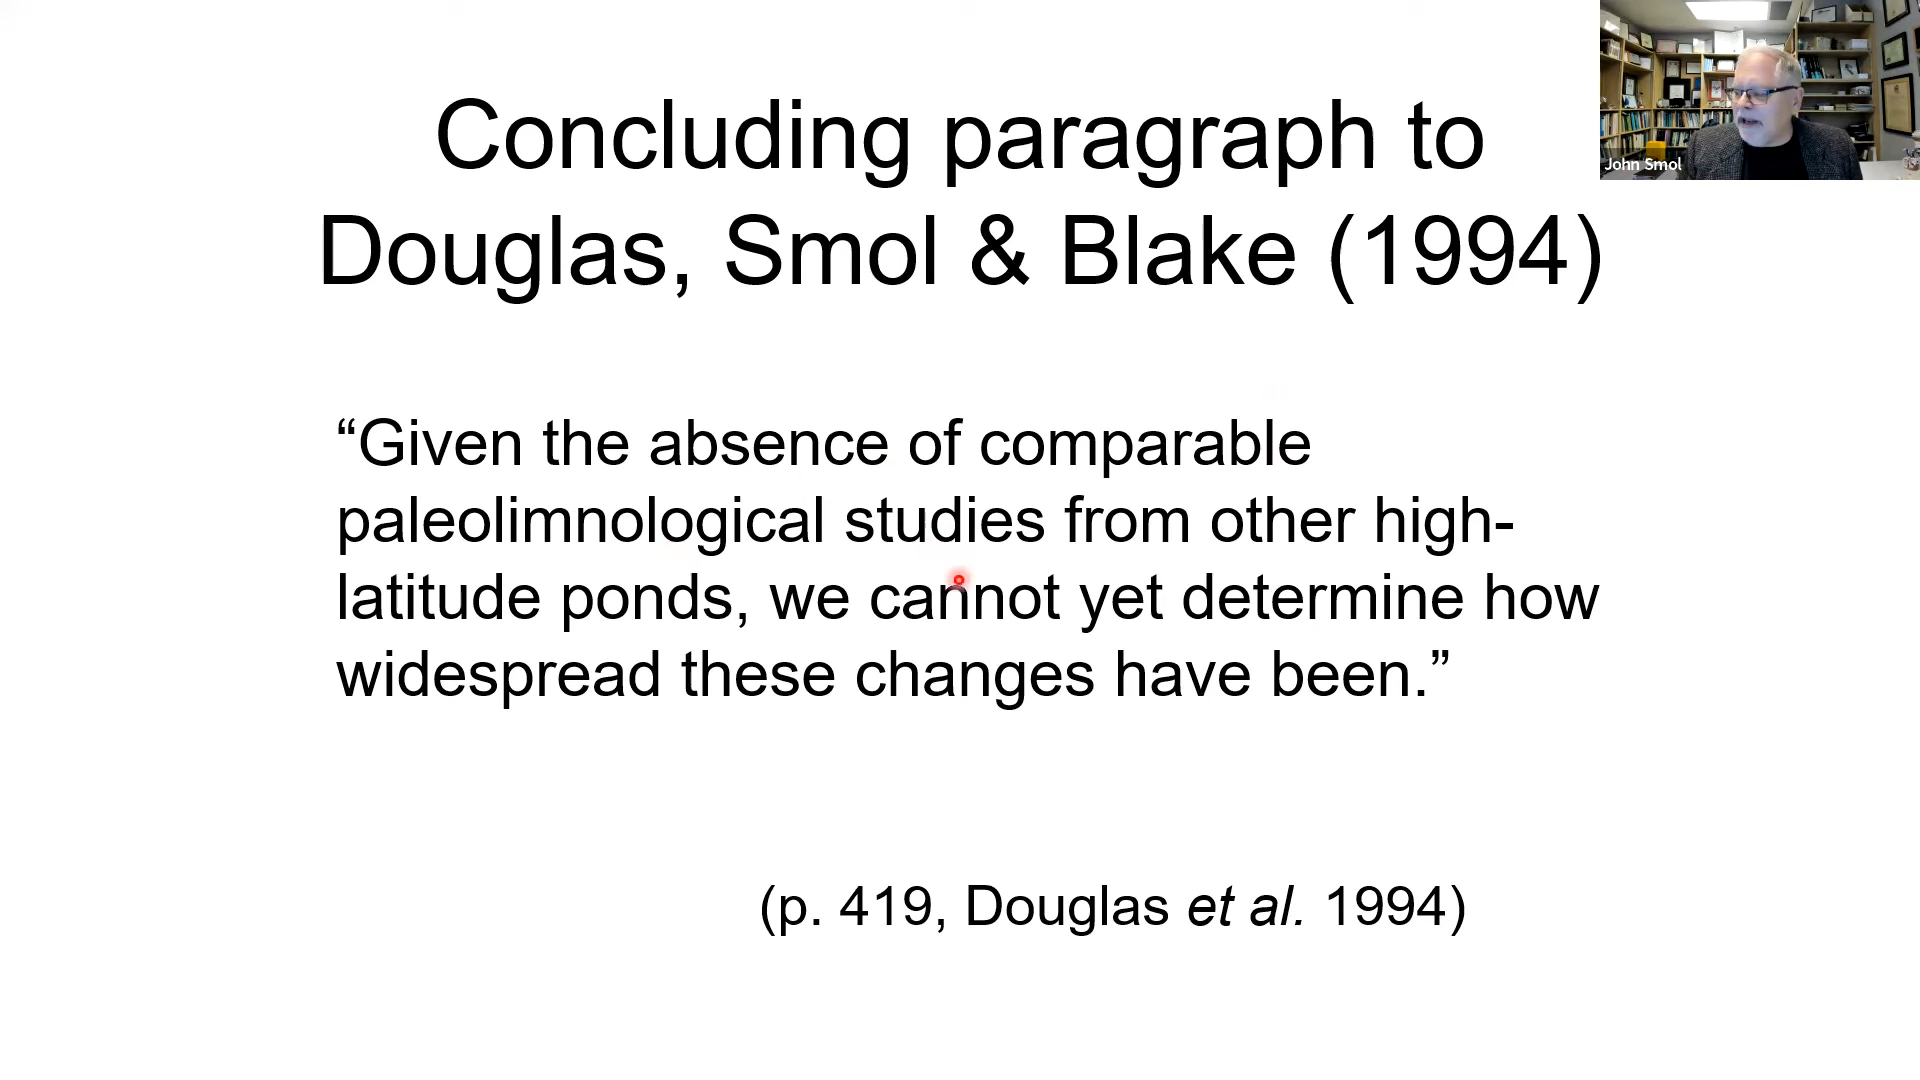 Concluding paragraph to
Douglas, Smol & Blake (1994)
John Smol
“Given the absence of comparable
paleolimnological studies from other high-
latitude ponds, we cannot yet determine how
widespread these changes have been.”
(p. 419, Douglas et al. 1994)